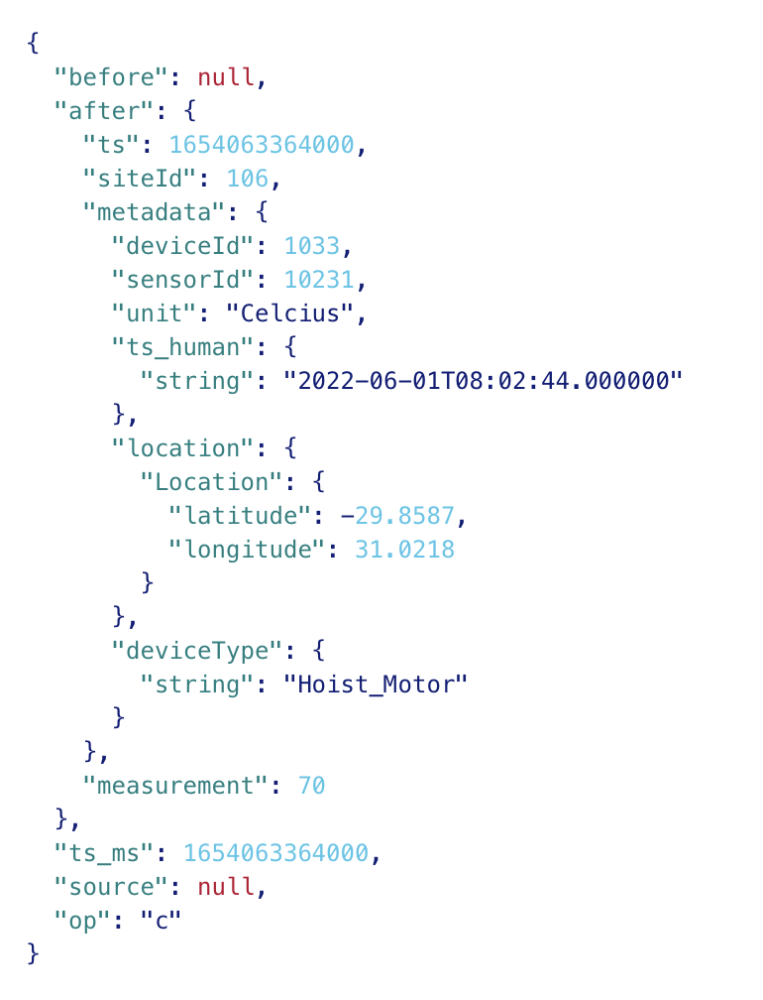 {
  "before": null,
  "after": {
    "ts": 1654063364000,
    "siteId": 106,
    "metadata": {
      "deviceId": 1033,
      "sensorId": 10231,
      "unit": "Celcius",
      "ts_human": {
        "string": "2022-06-01T08:02:44.000000"
      },
      "location": {
        "Location": {
          "latitude": -29.8587,
          "longitude": 31.0218
        }
      },
      "deviceType": {
        "string": "Hoist_Motor"
      }
    },
    "measurement": 70
  },
  "ts_ms": 1654063364000,
  "source": null,
  "op": "c"
}